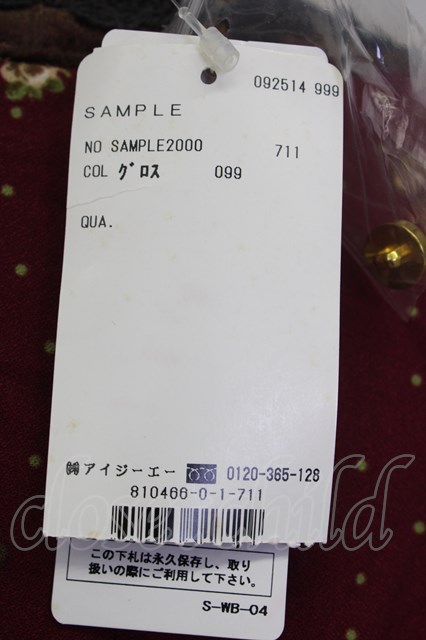 092514 999
SAMPLE
NO SAMPLE2000 711
COL グロス 099
QUA.
㈱アイジーエー 0120-365-128
810466-0-1-711
closet child
この下札は永久保存し、取り
扱いの際にご利用して下さい。
S-WB-04